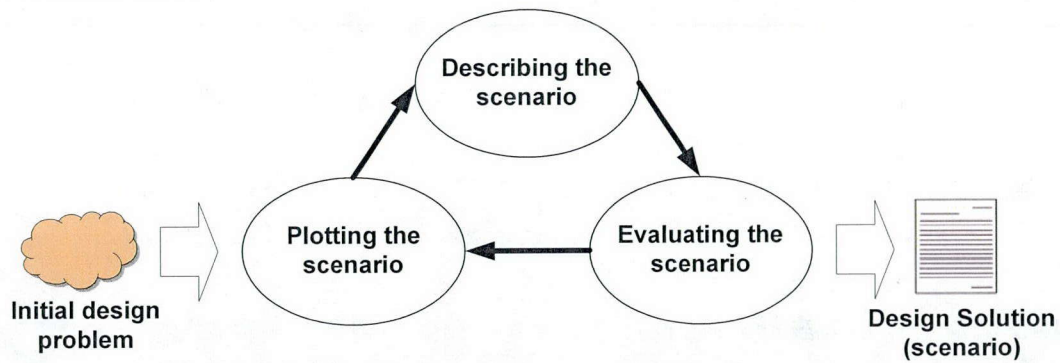 Describing the
scenario
Plotting the
scenario
Evaluating the
scenario
Initial design
problem
Design Solution
(scenario)